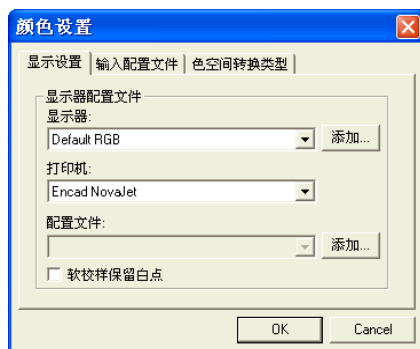 颜色设置
显示设置 输入配置文件 色空间转换类型
显示器配置文件
显示器:
Default RGB 添加...
打印机:
Encad NovaJet
配置文件:
添加...
软校样保留白点
OK Cancel